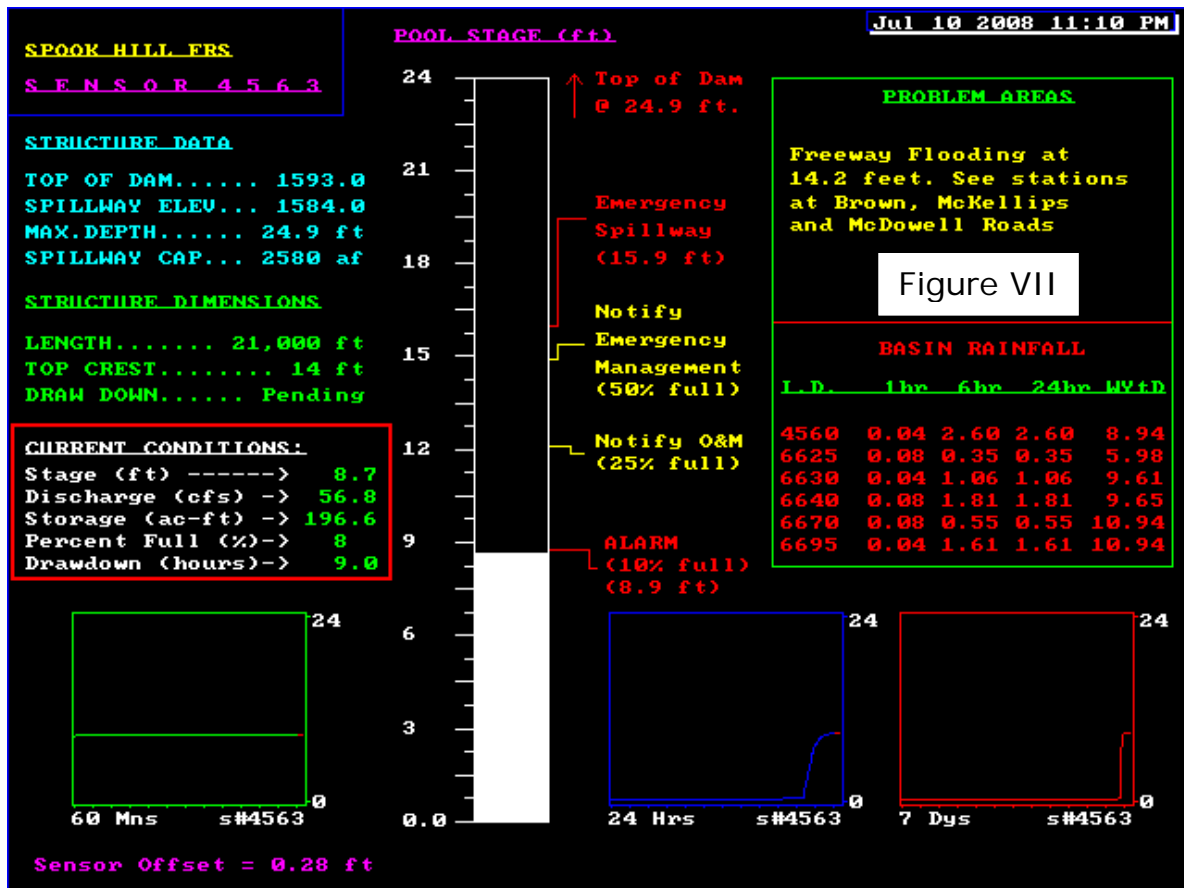 Jul 10 2008 11:10 PM
SPOOK HILL FRS
SENSOR 4563
STRUCTURE DATA
TOP OF DAM...... 1593.0
SPILLWAY ELEV... 1584.0
MAX.DEPTH...... 24.9 ft
SPILLWAY CAP... 2580 af
STRUCTURE DIMENSIONS
LENGTH....... 21,000 ft
TOP CREST........ 14 ft
DRAW DOWN...... Pending
CURRENT CONDITIONS:
Stage (ft) ------> 8.7
Discharge (cfs) -> 56.8
Storage (ac-ft) -> 196.6
Percent Full (%)-> 8
Drawdown (hours)-> 9.0
POOL STAGE (ft)
24
21
18
15
12
9
6
3
0.0
Top of Dam
@ 24.9 ft.
Emergency
Spillway
(15.9 ft)
Notify
Emergency
Management
(50% full)
Notify O&M
(25% full)
ALARM
(10% full)
(8.9 ft)
PROBLEM AREAS
Freeway Flooding at
14.2 feet. See stations
at Brown, McKellips
and McDowell Roads
Figure VII
BASIN RAINFALL
I.D. 1hr 6hr 24hr WYtD
4560 0.04 2.60 2.60 8.94
6625 0.08 0.35 0.35 5.98
6630 0.04 1.06 1.06 9.61
6640 0.08 1.81 1.81 9.65
6670 0.08 0.55 0.55 10.94
6695 0.04 1.61 1.61 10.94
24
0
60 Mns s#4563
24
0
24 Hrs s#4563
24
0
7 Dys s#4563
Sensor Offset = 0.28 ft